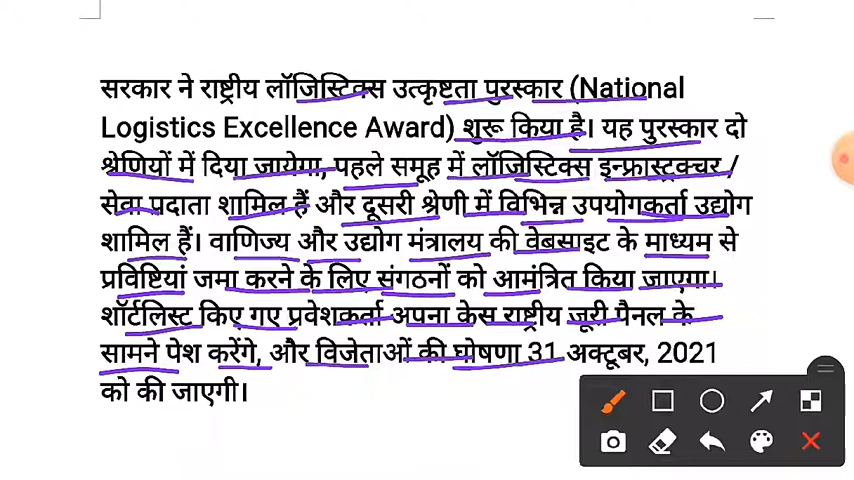 सरकार ने राष्ट्रीय लॉजिस्टिक्स उत्कृष्टता पुरस्कार (National
Logistics Excellence Award) शुरू किया है। यह पुरस्कार दो
श्रेणियों में दिया जायेगा, पहले समूह में लॉजिस्टिक्स इन्फ्रास्ट्रक्चर /
सेवा प्रदाता शामिल हैं और दूसरी श्रेणी में विभिन्न उपयोगकर्ता उद्योग
शामिल हैं। वाणिज्य और उद्योग मंत्रालय की वेबसाइट के माध्यम से
प्रविष्टियां जमा करने के लिए संगठनों को आमंत्रित किया जाएगा।
शॉर्टलिस्ट किए गए प्रवेशकर्ता अपना केस राष्ट्रीय जूरी पैनल के
सामने पेश करेंगे, और विजेताओं की घोषणा 31 अक्टूबर, 2021
को की जाएगी।